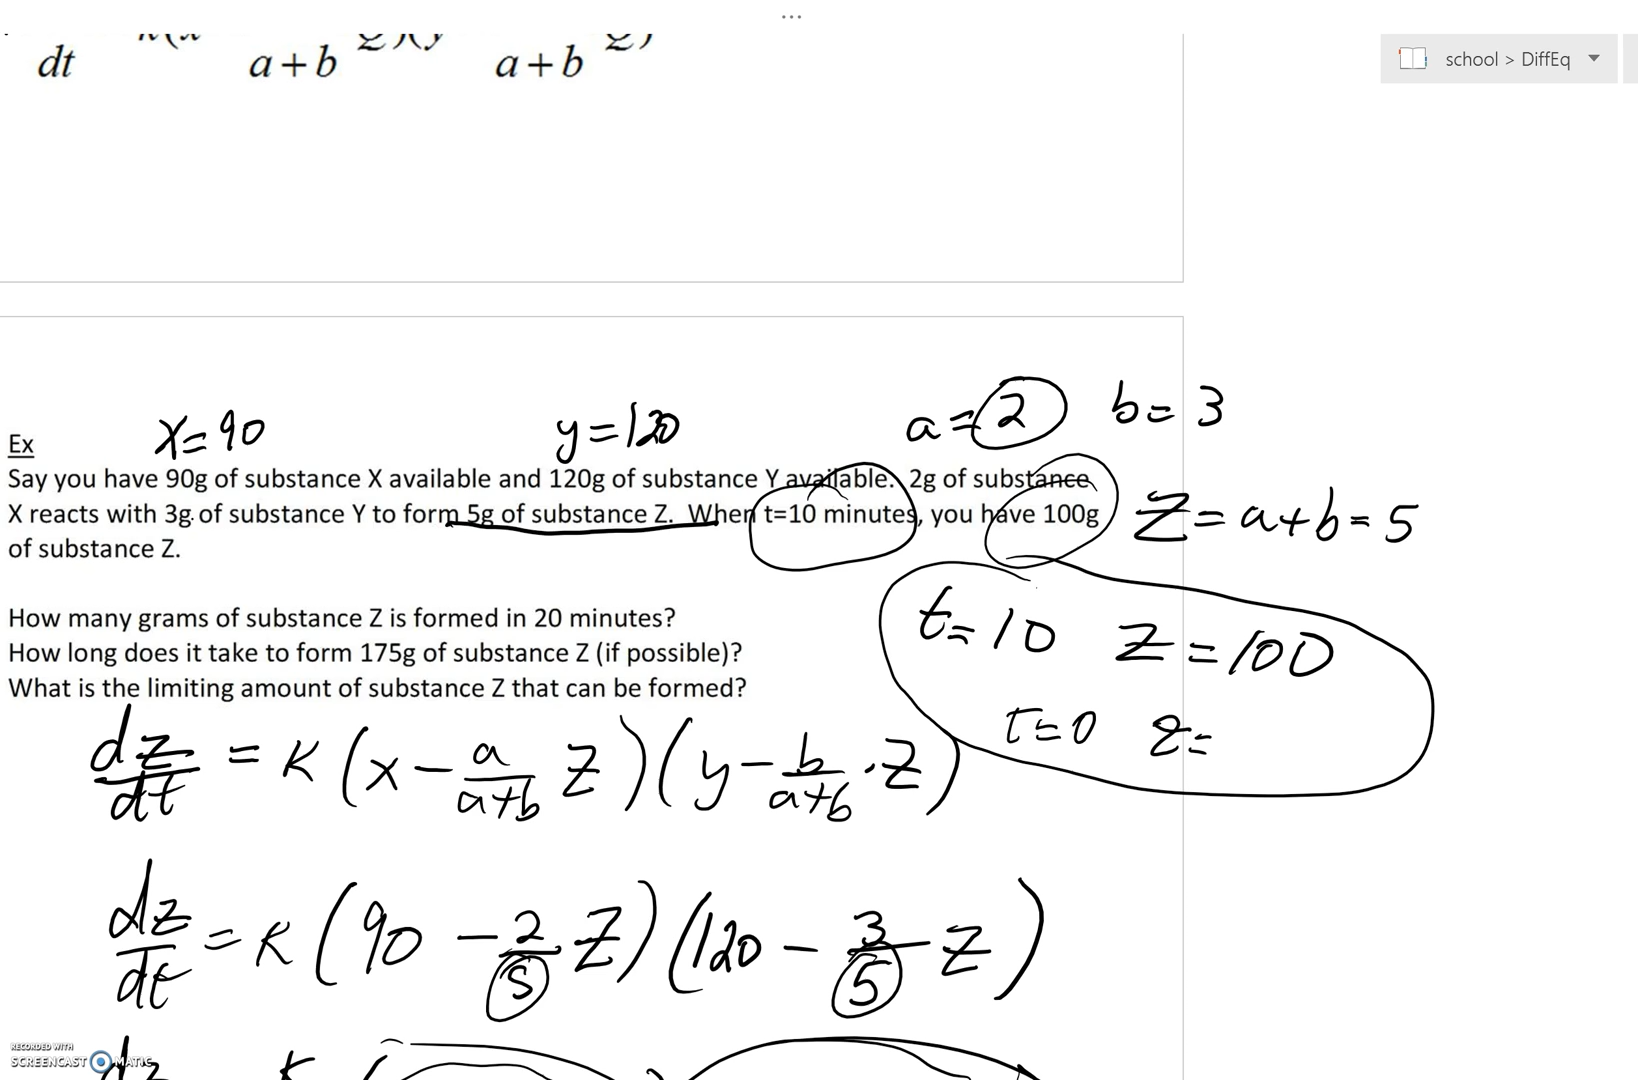 ...
dt a+b z)(y a+b z)
school > DiffEq
a=2 b=3
x=90 y=120
Ex
Say you have 90g of substance X available and 120g of substance Y available. 2g of substance
X reacts with 3g of substance Y to form 5g of substance Z. When t=10 minutes, you have 100g
of substance Z.
Z=a+b=5
How many grams of substance Z is formed in 20 minutes?
How long does it take to form 175g of substance Z (if possible)?
What is the limiting amount of substance Z that can be formed?
t=10 z=100
t=0 z=
dz/dt = K(x-a/a+b Z)(y-b/a+b·Z)
dz/dt = K(90-2/5 Z)(120-3/5 Z)
RECORDED WITH
SCREENCAST MATIC